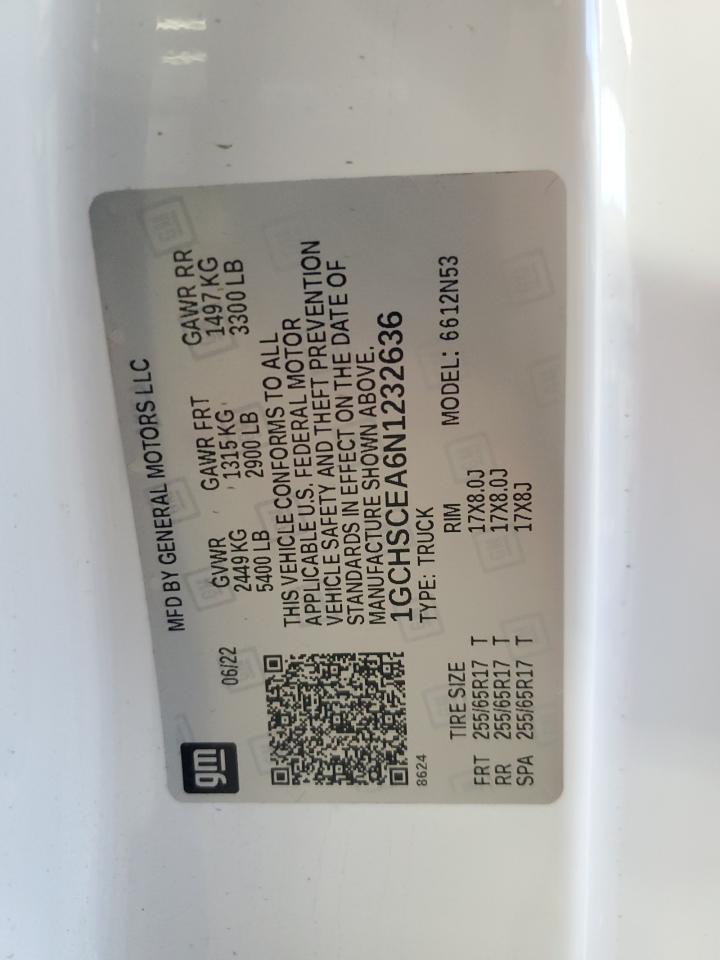 gm
MFD BY GENERAL MOTORS LLC
06/22
GVWR GAWR FRT GAWR RR
2449 KG 1315 KG 1497 KG
5400 LB 2900 LB 3300 LB
THIS VEHICLE CONFORMS TO ALL
APPLICABLE U.S. FEDERAL MOTOR
VEHICLE SAFETY AND THEFT PREVENTION
STANDARDS IN EFFECT ON THE DATE OF
MANUFACTURE SHOWN ABOVE.
1GCHSCEA6N1232636
8624
TYPE: TRUCK MODEL: 6612N53
TIRE SIZE RIM
FRT 255/65R17 T 17X8.0J
RR 255/65R17 T 17X8.0J
SPA 255/65R17 T 17X8J